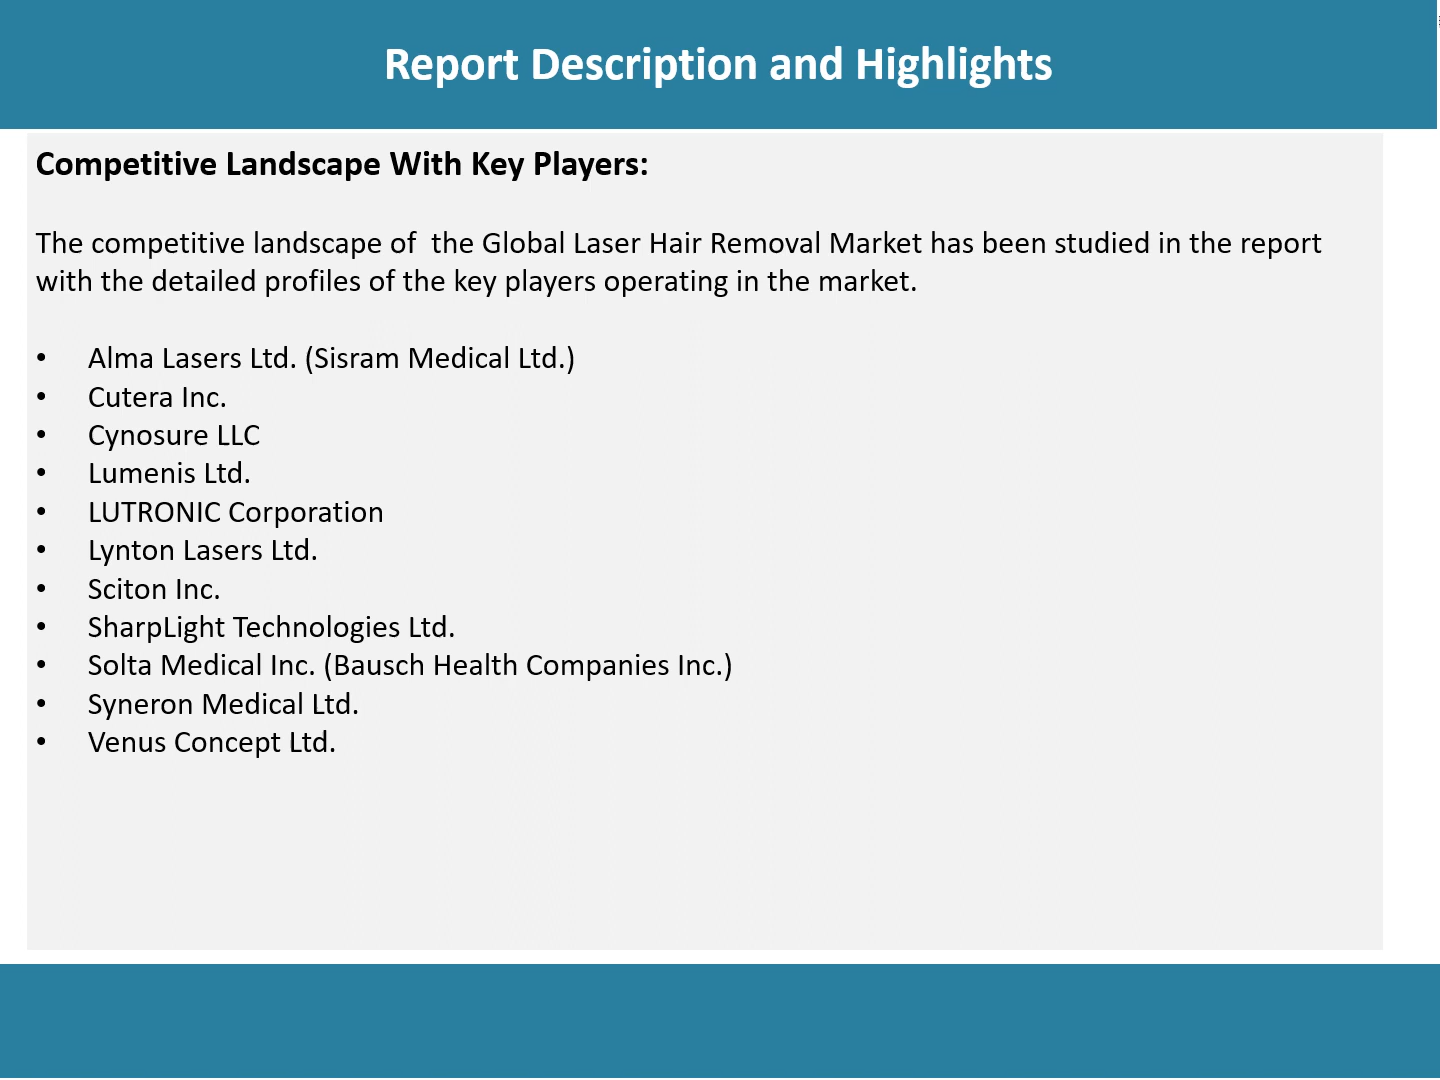 Report Description and Highlights
Competitive Landscape With Key Players:
The competitive landscape of  the Global Laser Hair Removal Market has been studied in the report
with the detailed profiles of the key players operating in the market.
• Alma Lasers Ltd. (Sisram Medical Ltd.)
• Cutera Inc.
• Cynosure LLC
• Lumenis Ltd.
• LUTRONIC Corporation
• Lynton Lasers Ltd.
• Sciton Inc.
• SharpLight Technologies Ltd.
• Solta Medical Inc. (Bausch Health Companies Inc.)
• Syneron Medical Ltd.
• Venus Concept Ltd.